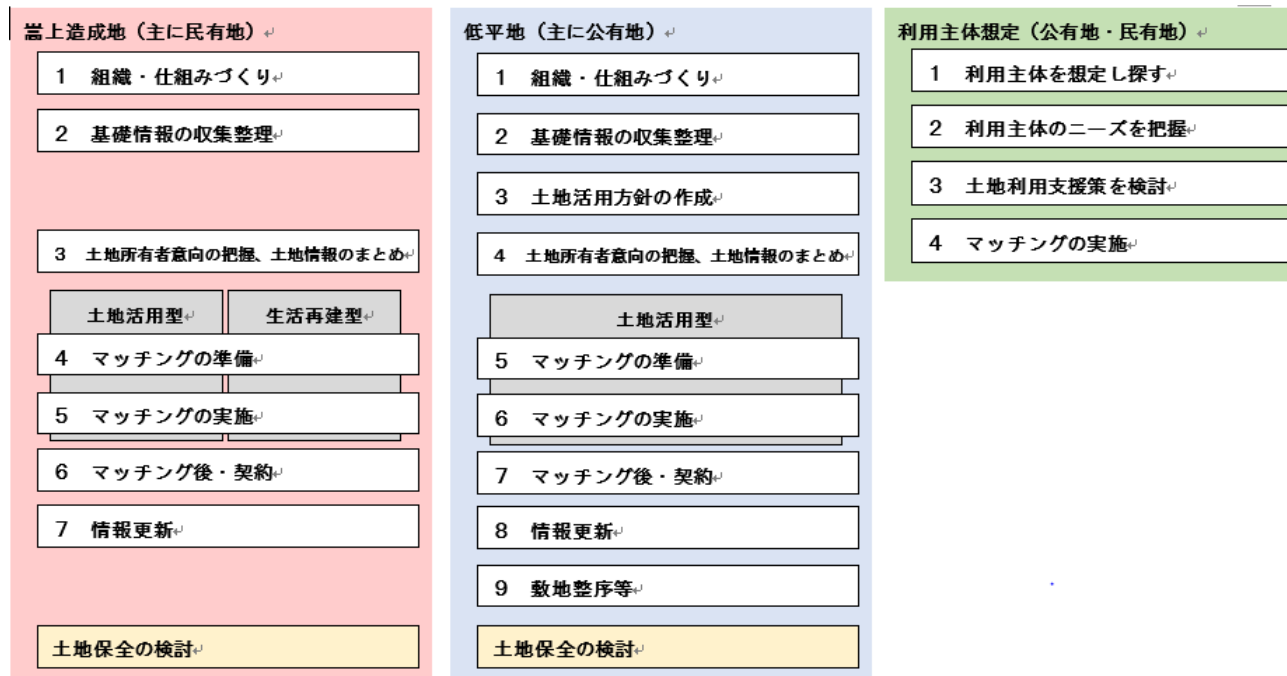 嵩上造成地（主に民有地）
1 組織・仕組みづくり
2 基礎情報の収集整理
3 土地所有者意向の把握、土地情報のまとめ
土地活用型
生活再建型
4 マッチングの準備
5 マッチングの実施
6 マッチング後・契約
7 情報更新
土地保全の検討
低平地（主に公有地）
1 組織・仕組みづくり
2 基礎情報の収集整理
3 土地活用方針の作成
4 土地所有者意向の把握、土地情報のまとめ
土地活用型
5 マッチングの準備
6 マッチングの実施
7 マッチング後・契約
8 情報更新
9 敷地整序等
土地保全の検討
利用主体想定（公有地・民有地）
1 利用主体を想定し探す
2 利用主体のニーズを把握
3 土地利用支援策を検討
4 マッチングの実施